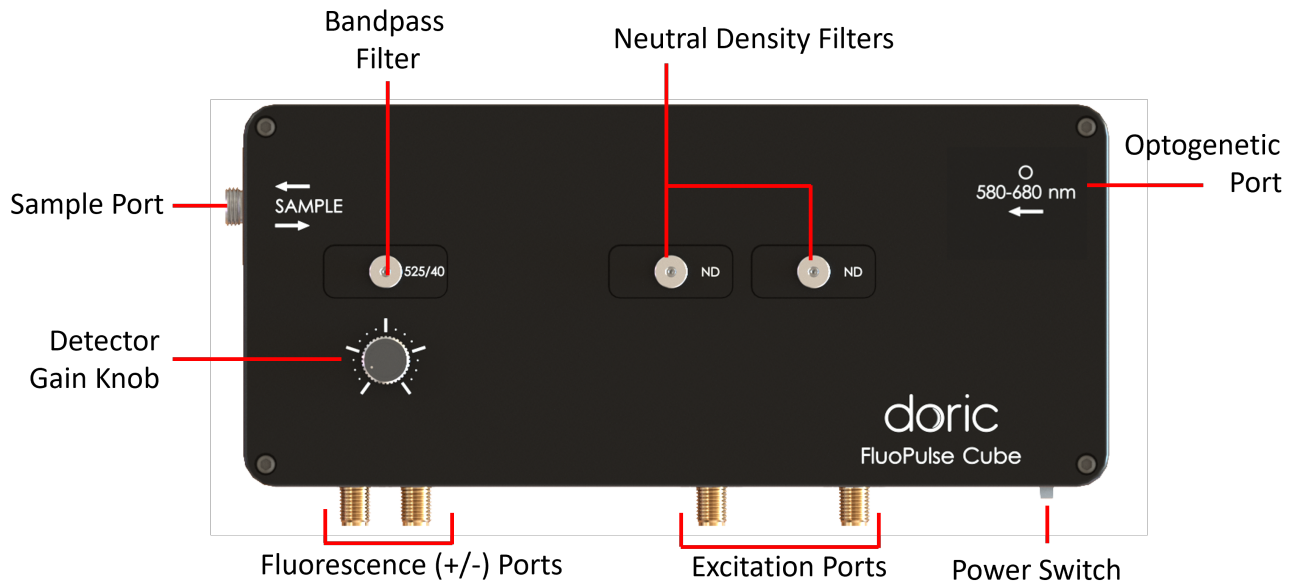 Bandpass
Filter
Neutral Density Filters
Optogenetic
Port
580-680 nm
Sample Port
SAMPLE
525/40
ND
ND
Detector
Gain Knob
doric
FluoPulse Cube
Fluorescence (+/-) Ports
Excitation Ports
Power Switch